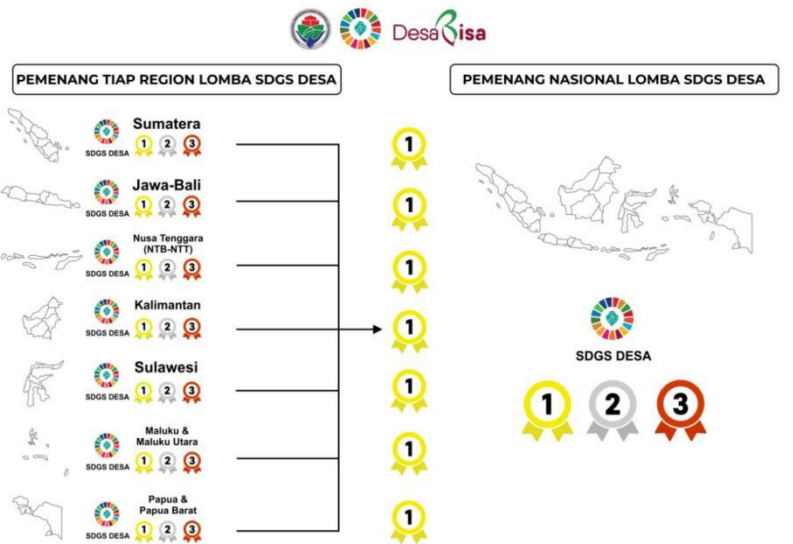 Desa Bisa
PEMENANG TIAP REGION LOMBA SDGS DESA
PEMENANG NASIONAL LOMBA SDGS DESA
SDGS DESA
Sumatera
1 2 3
SDGS DESA
Jawa-Bali
1 2 3
SDGS DESA
Nusa Tenggara
(NTB-NTT)
1 2 3
SDGS DESA
Kalimantan
1 2 3
SDGS DESA
Sulawesi
1 2 3
SDGS DESA
Maluku &
Maluku Utara
1 2 3
SDGS DESA
Papua &
Papua Barat
1 2 3
1
1
1
1
1
1
1
SDGS DESA
1 2 3